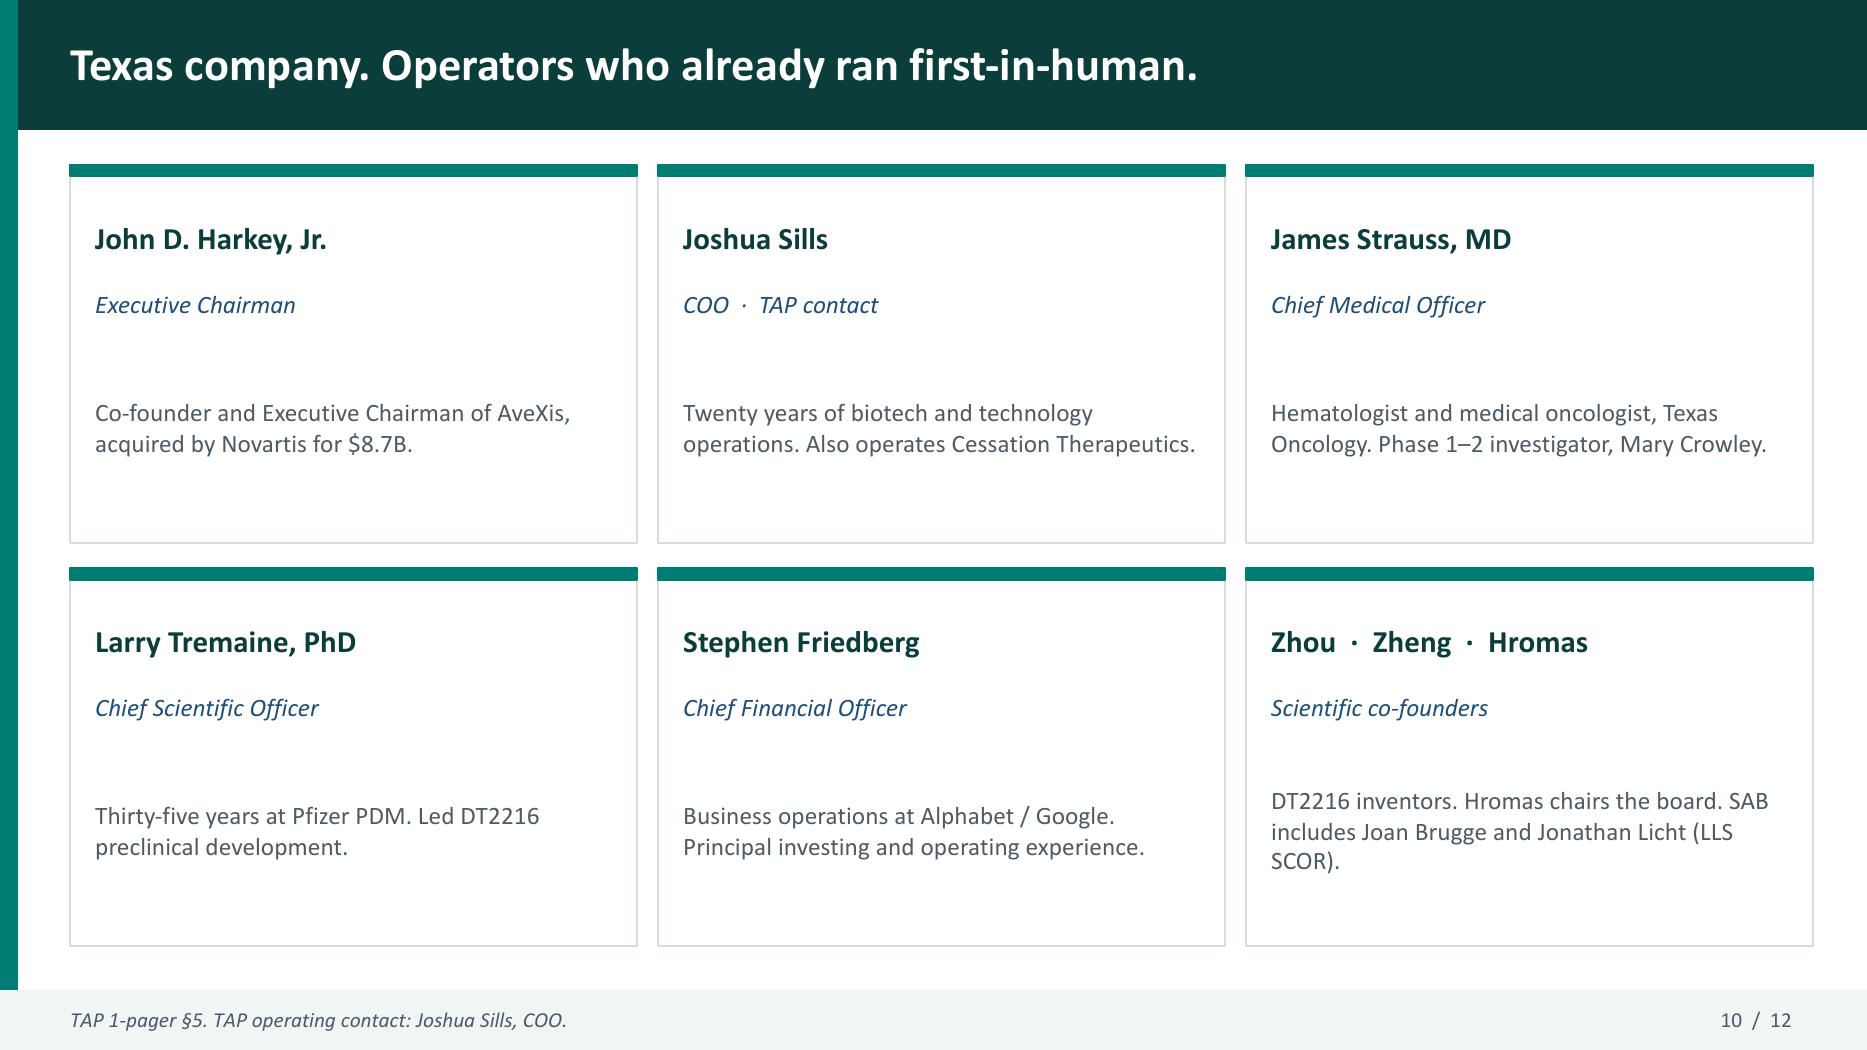 Texas company. Operators who already ran first-in-human.
John D. Harkey, Jr.
Executive Chairman
Co-founder and Executive Chairman of AveXis,
acquired by Novartis for $8.7B.
Joshua Sills
COO · TAP contact
Twenty years of biotech and technology
operations. Also operates Cessation Therapeutics.
James Strauss, MD
Chief Medical Officer
Hematologist and medical oncologist, Texas
Oncology. Phase 1–2 investigator, Mary Crowley.
Larry Tremaine, PhD
Chief Scientific Officer
Thirty-five years at Pfizer PDM. Led DT2216
preclinical development.
Stephen Friedberg
Chief Financial Officer
Business operations at Alphabet / Google.
Principal investing and operating experience.
Zhou · Zheng · Hromas
Scientific co-founders
DT2216 inventors. Hromas chairs the board. SAB
includes Joan Brugge and Jonathan Licht (LLS
SCOR).
TAP 1-pager §5. TAP operating contact: Joshua Sills, COO.
10 / 12